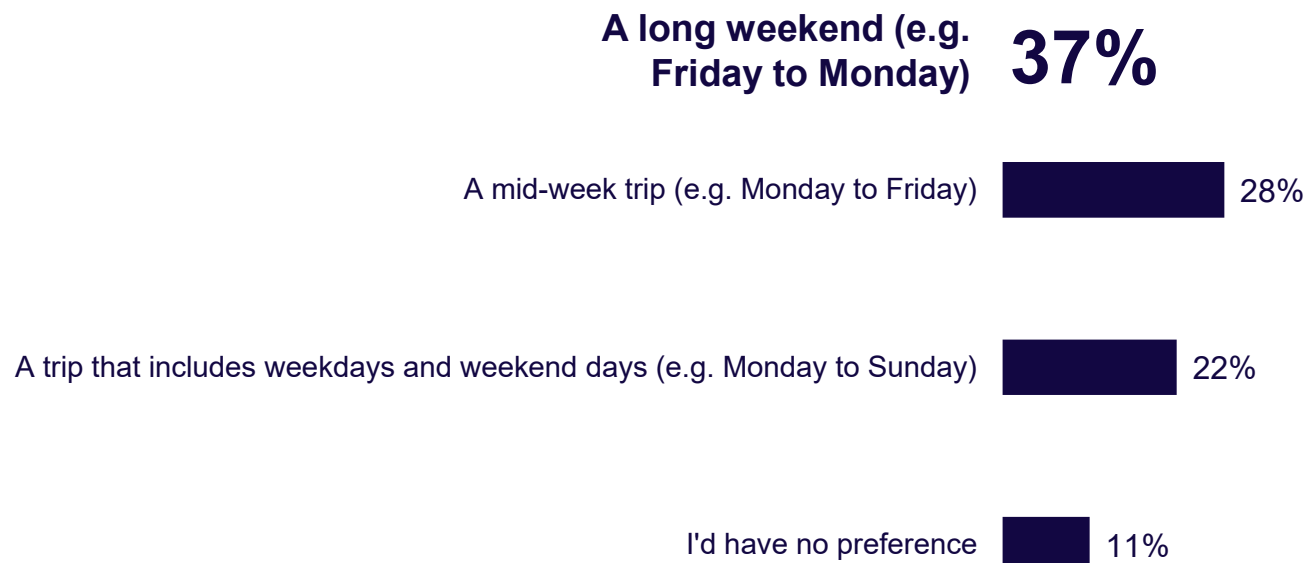 A long weekend (e.g.
Friday to Monday)
37%
A mid-week trip (e.g. Monday to Friday)
28%
A trip that includes weekdays and weekend days (e.g. Monday to Sunday)
22%
I'd have no preference
11%